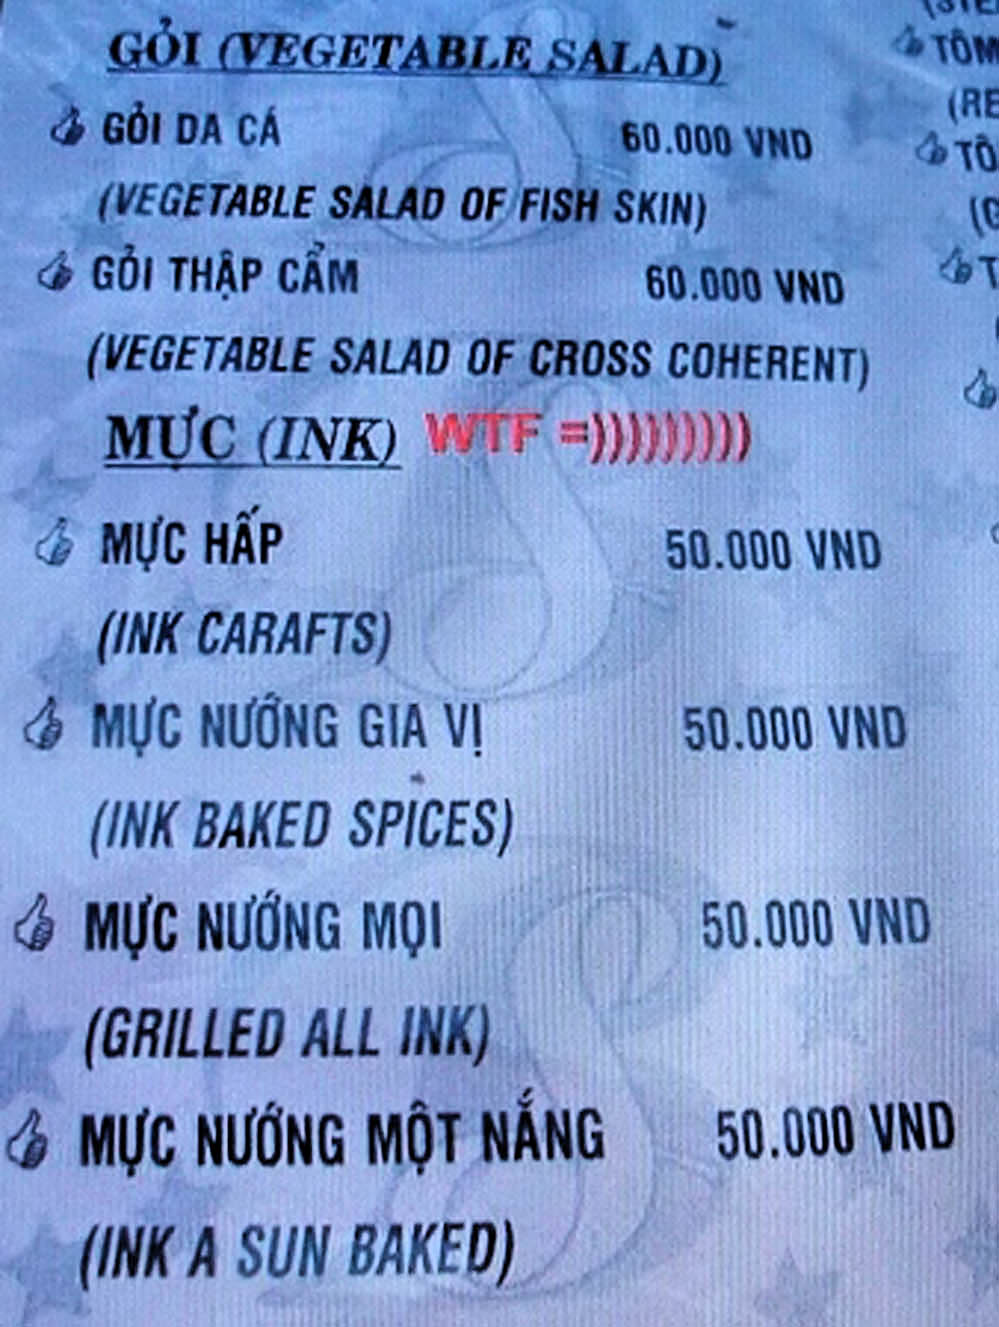 GỎI (VEGETABLE SALAD)
GỎI DA CÁ 60.000 VND
(VEGETABLE SALAD OF FISH SKIN)
GỎI THẬP CẨM 60.000 VND
(VEGETABLE SALAD OF CROSS COHERENT)
MỰC (INK) WTF =)))))))))
MỰC HẤP 50.000 VND
(INK CARAFTS)
MỰC NƯỚNG GIA VỊ 50.000 VND
(INK BAKED SPICES)
MỰC NƯỚNG MỌI 50.000 VND
(GRILLED ALL INK)
MỰC NƯỚNG MỘT NẮNG 50.000 VND
(INK A SUN BAKED)
TÔM
(RE
TÔ